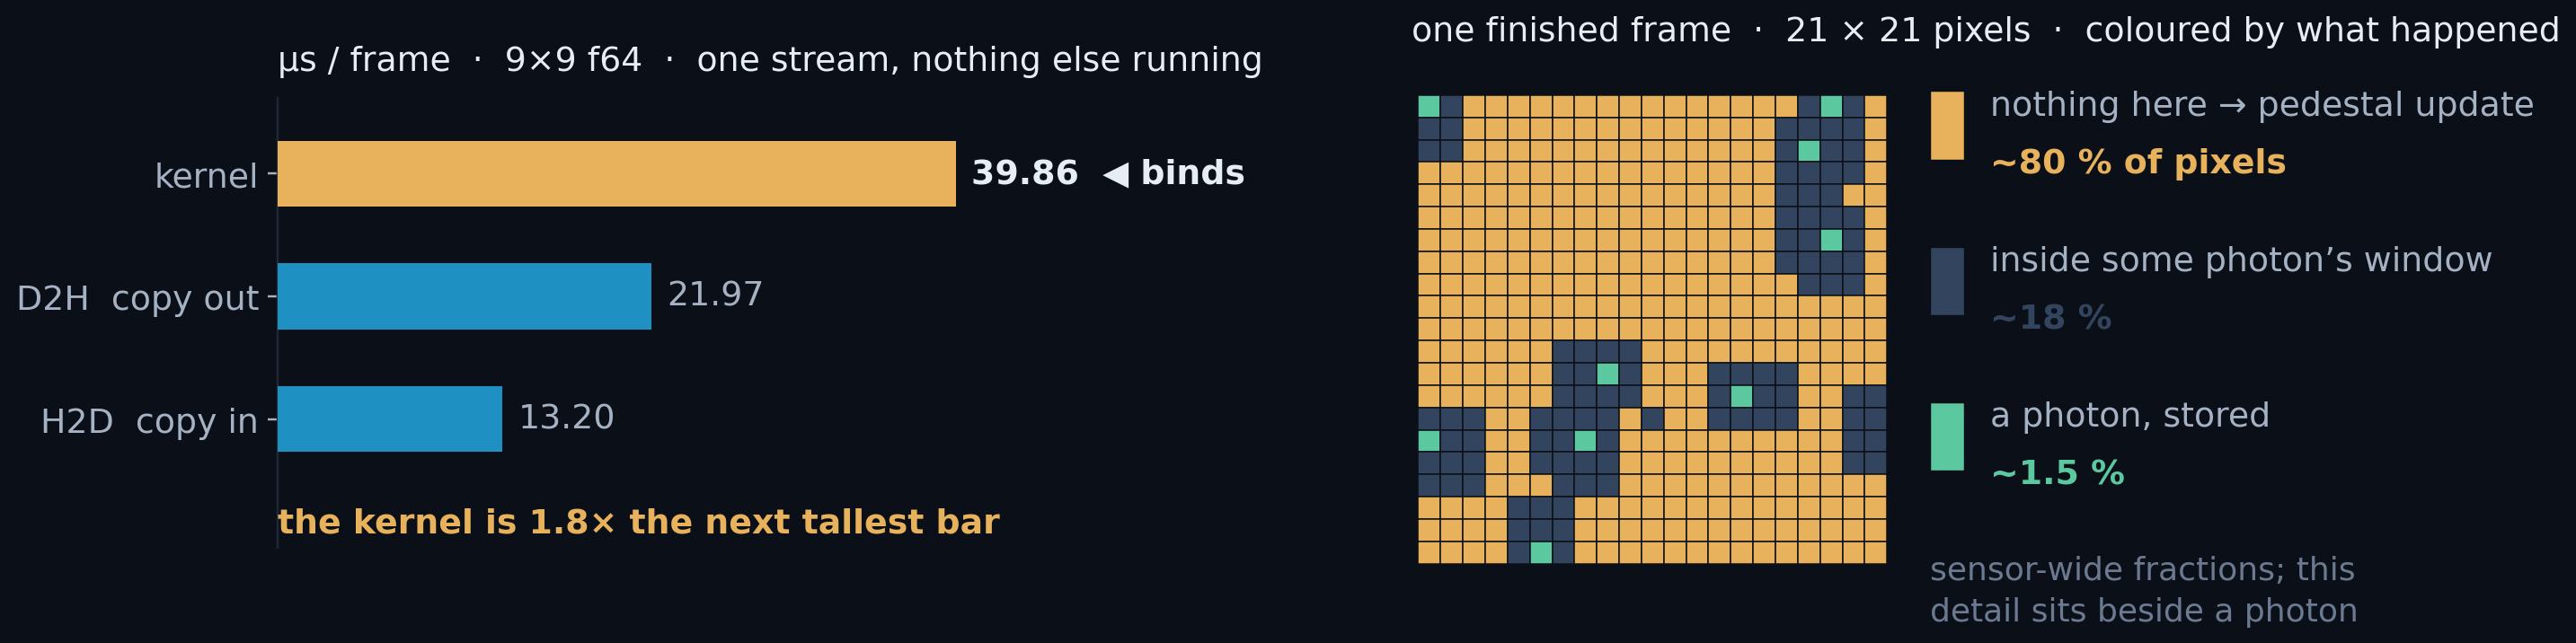 µs / frame · 9×9 f64 · one stream, nothing else running
kernel
39.86 ◀ binds
D2H copy out
21.97
H2D copy in
13.20
the kernel is 1.8× the next tallest bar
one finished frame · 21 × 21 pixels · coloured by what happened
nothing here → pedestal update
~80 % of pixels
inside some photon’s window
~18 %
a photon, stored
~1.5 %
sensor-wide fractions; this
detail sits beside a photon